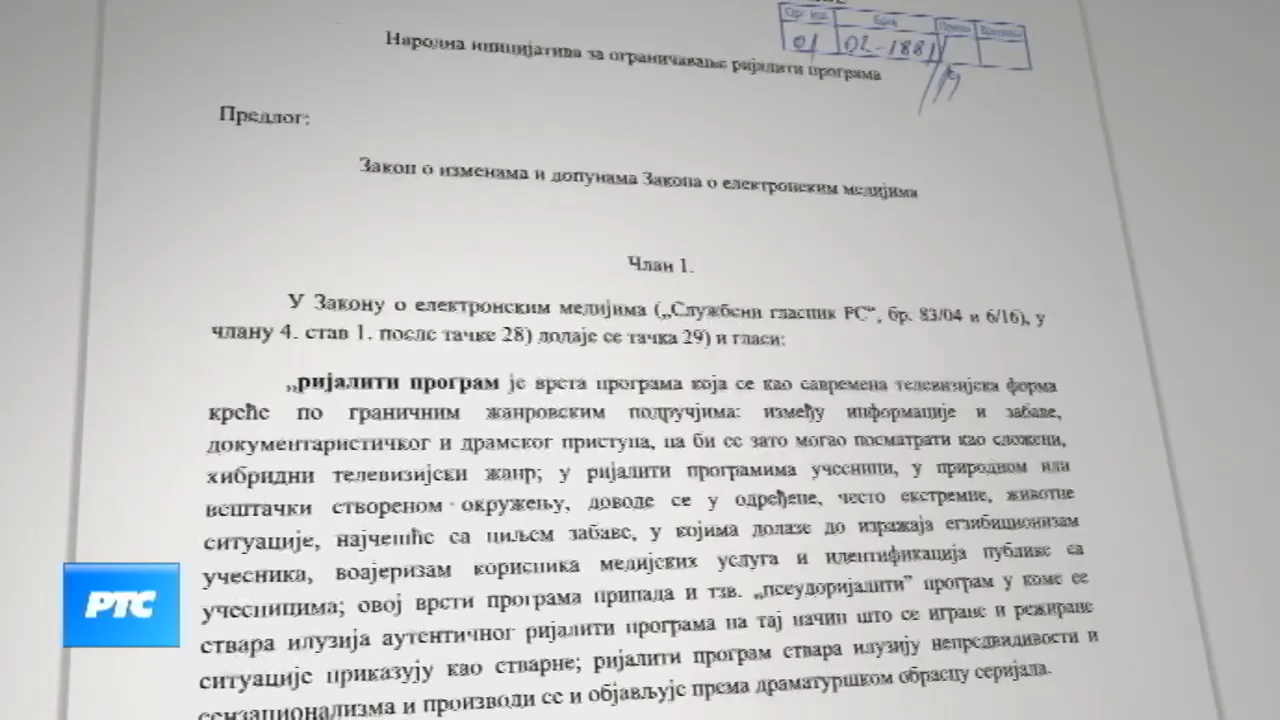 Орг. јед. Број
01 02-1881/
Народна иницијатива за ограничавање ријалити програма
Предлог:
Закон о изменама и допунама Закона о електронским медијима
Члан 1.
У Закону о електронским медијима („Службени гласник РС“, бр. 83/04 и 6/16), у
члану 4. став 1. после тачке 28) додаје се тачка 29) и гласи:
„ријалити програм је врста програма која се као савремена телевизијска форма
креће по граничним жанровским подручјима: између информације и забаве,
документаристичког и драмског приступа, па би се зато могао посматрати као сложени,
хибридни телевизијски жанр; у ријалити програмима учесници, у природном или
вештачки створеном окружењу, доводе се у одређене, често екстремне, животне
ситуације, најчешће са циљем забаве, у којима долазе до изражаја егзибиционизам
учесника, воајеризам корисника медијских услуга и идентификација публике са
учесницима; овој врсти програма припада и тзв. „псеудоријалити” програм у коме се
ствара илузија аутентичног ријалити програма на тај начин што се игране и режиране
ситуације приказују као стварне; ријалити програм ствара илузију непредвидивости и
сензационализма и производи се и објављује према драматуршком обрасцу серијала.
РТС